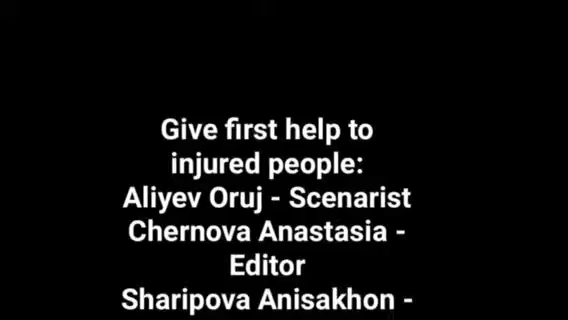 Give first help to
injured people:
Aliyev Oruj - Scenarist
Chernova Anastasia -
Editor
Sharipova Anisakhon -